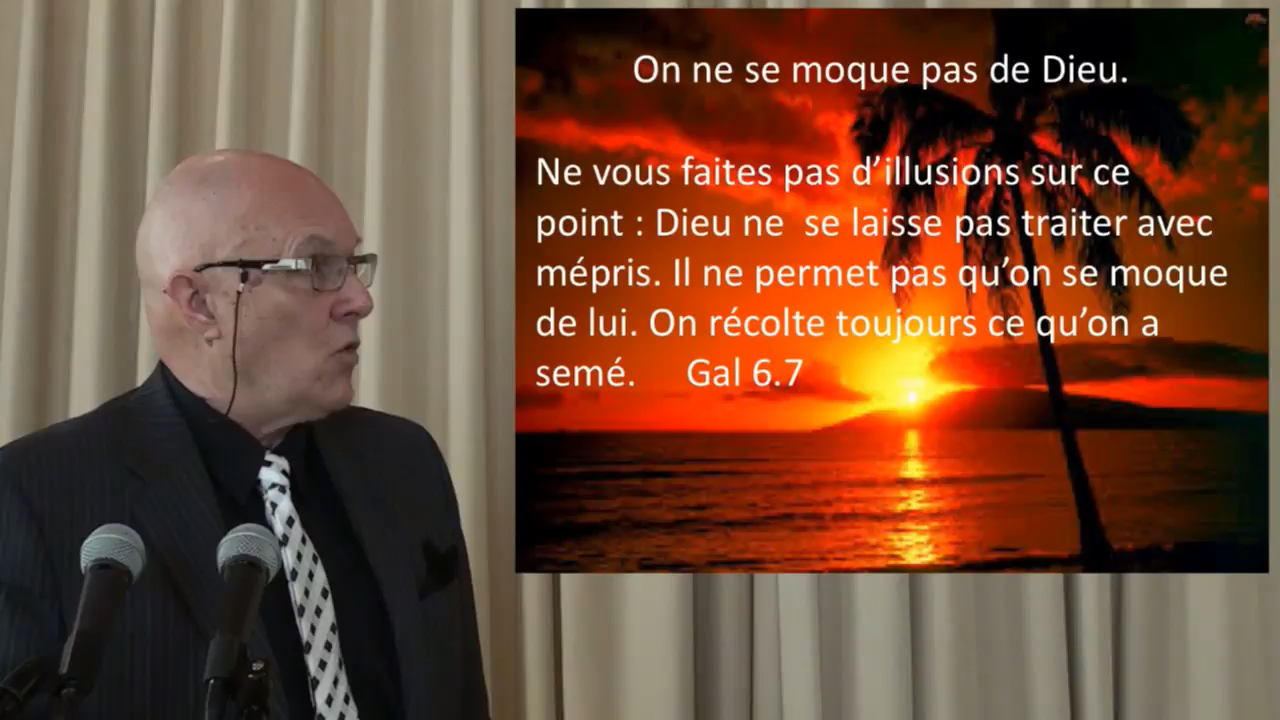 On ne se moque pas de Dieu.
Ne vous faites pas d’illusions sur ce
point : Dieu ne  se laisse pas traiter avec
mépris. Il ne permet pas qu’on se moque
de lui. On récolte toujours ce qu’on a
semé.     Gal 6.7